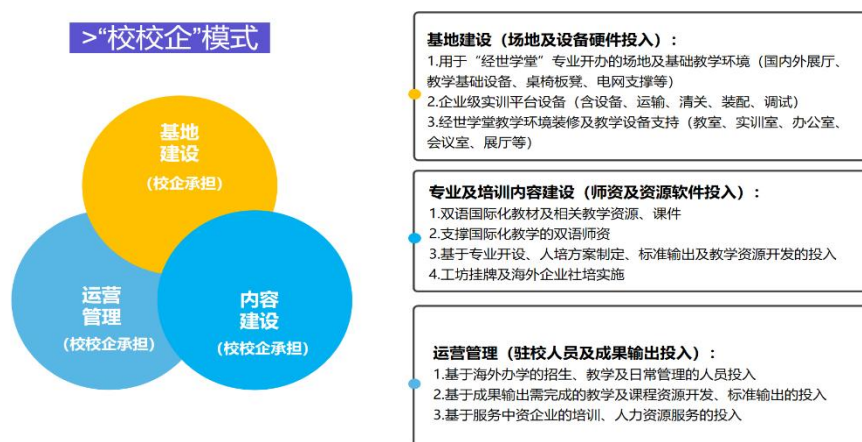 >“校校企”模式
基地
建设
(校企承担)
运营
管理
(校校企承担)
内容
建设
(校校企承担)
基地建设（场地及设备硬件投入）：
1.用于“经世学堂”专业开办的场地及基础教学环境（国内外展厅、
教学基础设备、桌椅板凳、电网支撑等）
2.企业级实训平台设备（含设备、运输、清关、装配、调试）
3.经世学堂教学环境装修及教学设备支持（教室、实训室、办公室、
会议室、展厅等）
专业及培训内容建设（师资及资源软件投入）：
1.双语国际化教材及相关教学资源、课件
2.支撑国际化教学的双语师资
3.基于专业开设、人培方案制定、标准输出及教学资源开发的投入
4.工坊挂牌及海外企业社培实施
运营管理（驻校人员及成果输出投入）：
1.基于海外办学的招生、教学及日常管理的人员投入
2.基于成果输出需完成的教学及课程资源开发、标准输出的投入
3.基于服务中资企业的培训、人力资源服务的投入